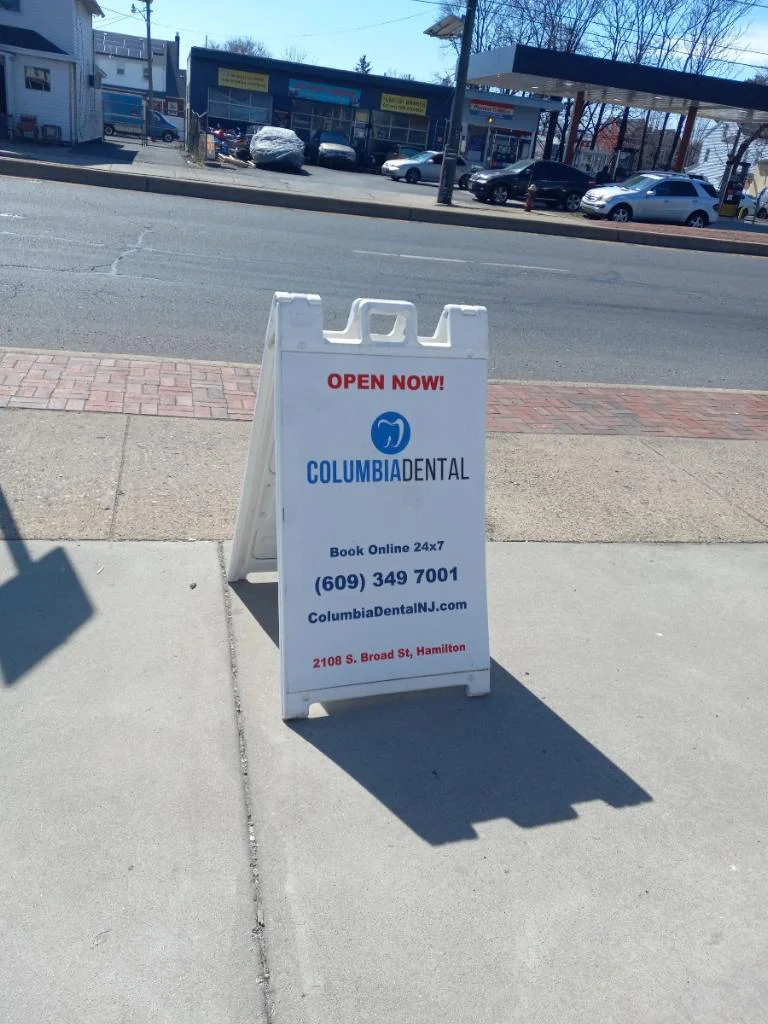 OPEN NOW!
COLUMBIADENTAL
Book Online 24x7
(609) 349 7001
ColumbiaDentalNJ.com
2108 S. Broad St, Hamilton